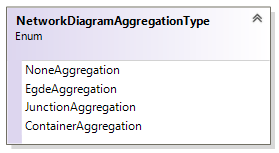 NetworkDiagramAggregationType
Enum
NoneAggregation
EgdeAggregation
JunctionAggregation
ContainerAggregation